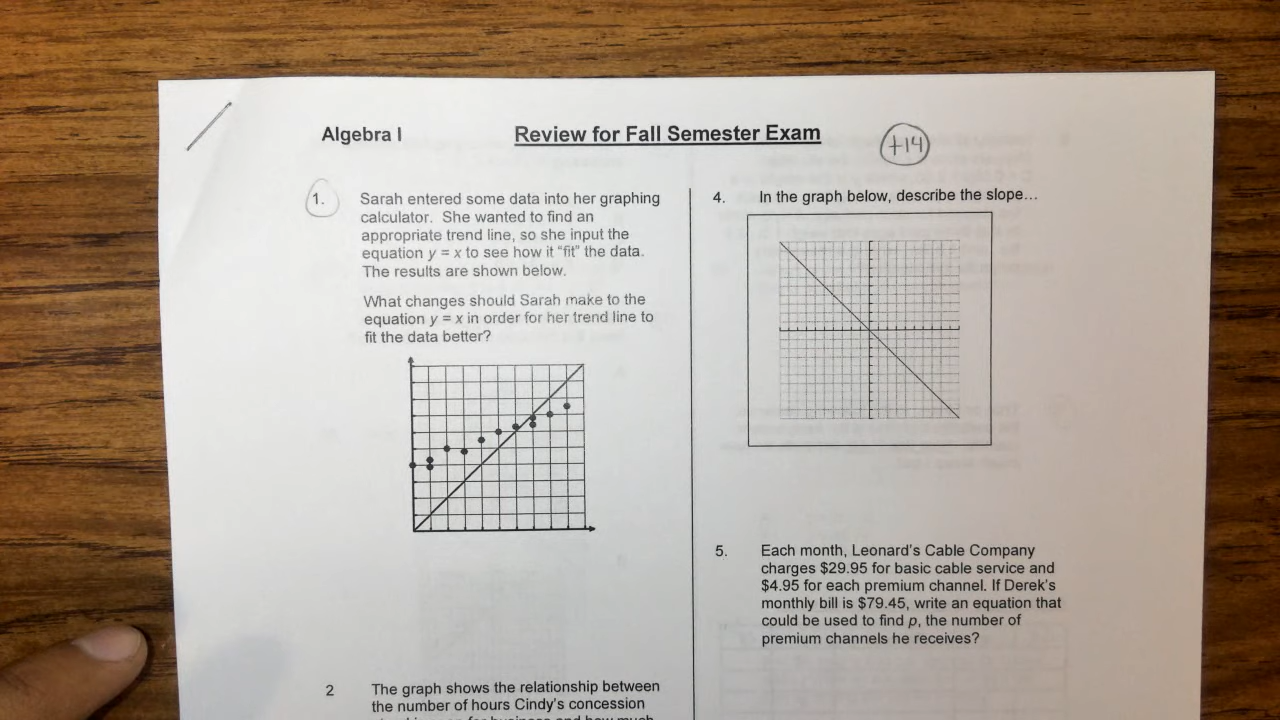 Algebra I
Review for Fall Semester Exam
+14
1.
Sarah entered some data into her graphing
calculator. She wanted to find an
appropriate trend line, so she input the
equation y = x to see how it “fit” the data.
The results are shown below.
What changes should Sarah make to the
equation y = x in order for her trend line to
fit the data better?
2
The graph shows the relationship between
the number of hours Cindy’s concession
4.
In the graph below, describe the slope…
5.
Each month, Leonard’s Cable Company
charges $29.95 for basic cable service and
$4.95 for each premium channel. If Derek’s
monthly bill is $79.45, write an equation that
could be used to find p, the number of
premium channels he receives?